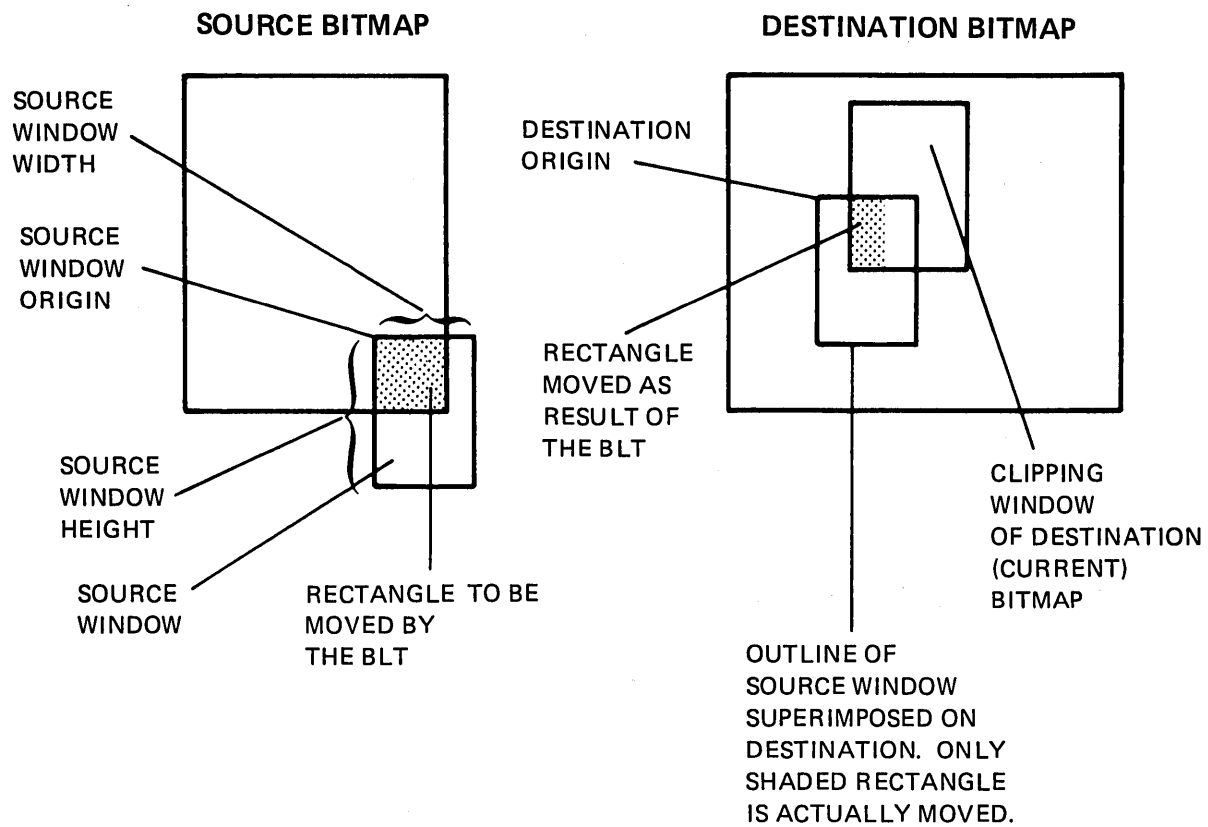 SOURCE BITMAP
SOURCE
WINDOW
WIDTH
SOURCE
WINDOW
ORIGIN
SOURCE
WINDOW
HEIGHT
SOURCE
WINDOW
RECTANGLE TO BE
MOVED BY
THE BLT
DESTINATION BITMAP
DESTINATION
ORIGIN
RECTANGLE
MOVED AS
RESULT OF
THE BLT
CLIPPING
WINDOW
OF DESTINATION
(CURRENT)
BITMAP
OUTLINE OF
SOURCE WINDOW
SUPERIMPOSED ON
DESTINATION. ONLY
SHADED RECTANGLE
IS ACTUALLY MOVED.